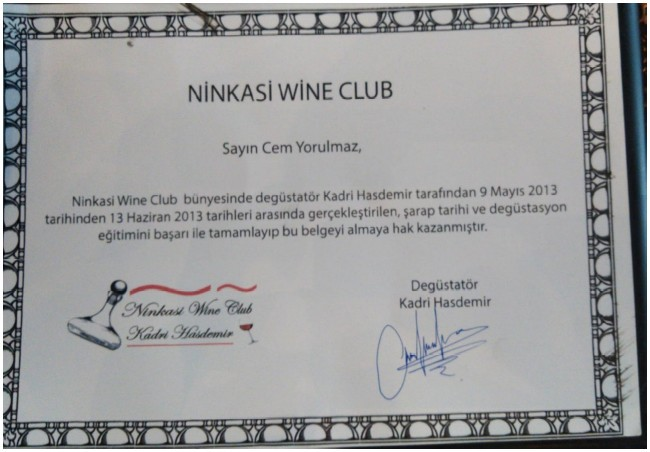 NİNKASİ WİNE CLUB
Sayın Cem Yorulmaz,
Ninkasi Wine Club bünyesinde degüstatör Kadri Hasdemir tarafından 9 Mayıs 2013
tarihinden 13 Haziran 2013 tarihleri arasında gerçekleştirilen, şarap tarihi ve degüstasyon
eğitimini başarı ile tamamlayıp bu belgeyi almaya hak kazanmıştır.
Ninkasi Wine Club
Kadri Hasdemir
Degüstatör
Kadri Hasdemir